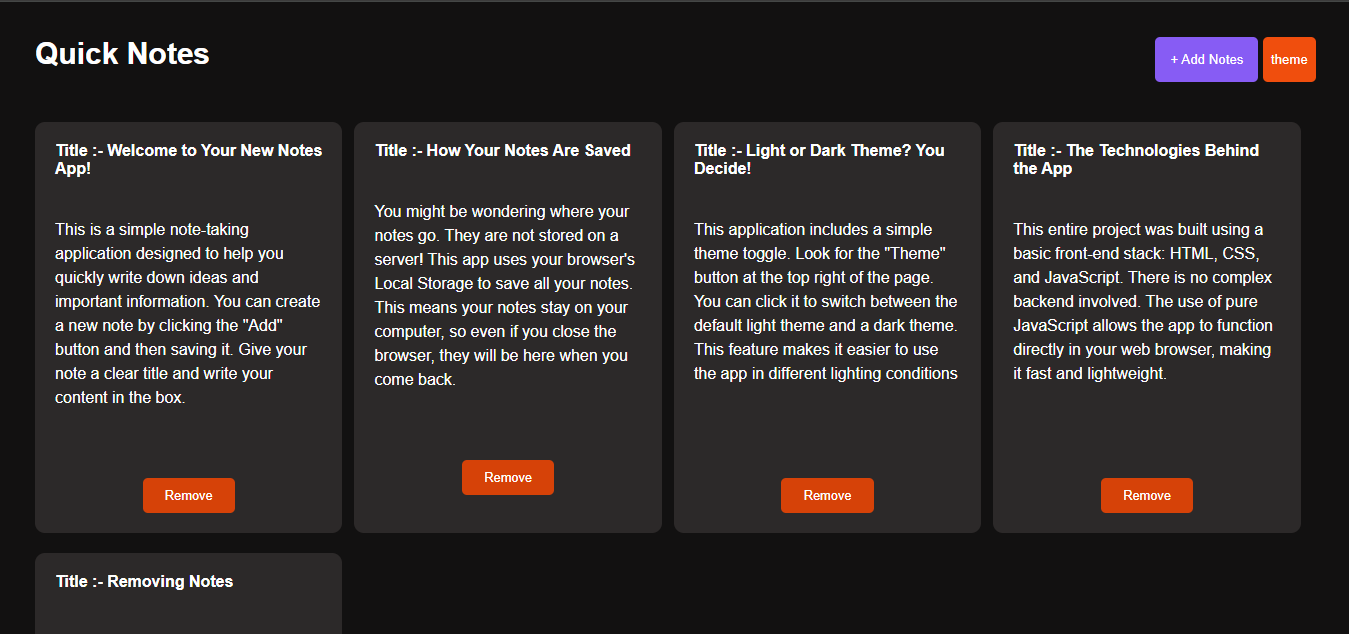 Quick Notes
+ Add Notes
theme
Title :- Welcome to Your New Notes
App!
This is a simple note-taking
application designed to help you
quickly write down ideas and
important information. You can create
a new note by clicking the "Add"
button and then saving it. Give your
note a clear title and write your
content in the box.
Remove
Title :- How Your Notes Are Saved
You might be wondering where your
notes go. They are not stored on a
server! This app uses your browser's
Local Storage to save all your notes.
This means your notes stay on your
computer, so even if you close the
browser, they will be here when you
come back.
Remove
Title :- Light or Dark Theme? You
Decide!
This application includes a simple
theme toggle. Look for the "Theme"
button at the top right of the page.
You can click it to switch between the
default light theme and a dark theme.
This feature makes it easier to use
the app in different lighting conditions
Remove
Title :- The Technologies Behind
the App
This entire project was built using a
basic front-end stack: HTML, CSS,
and JavaScript. There is no complex
backend involved. The use of pure
JavaScript allows the app to function
directly in your web browser, making
it fast and lightweight.
Remove
Title :- Removing Notes